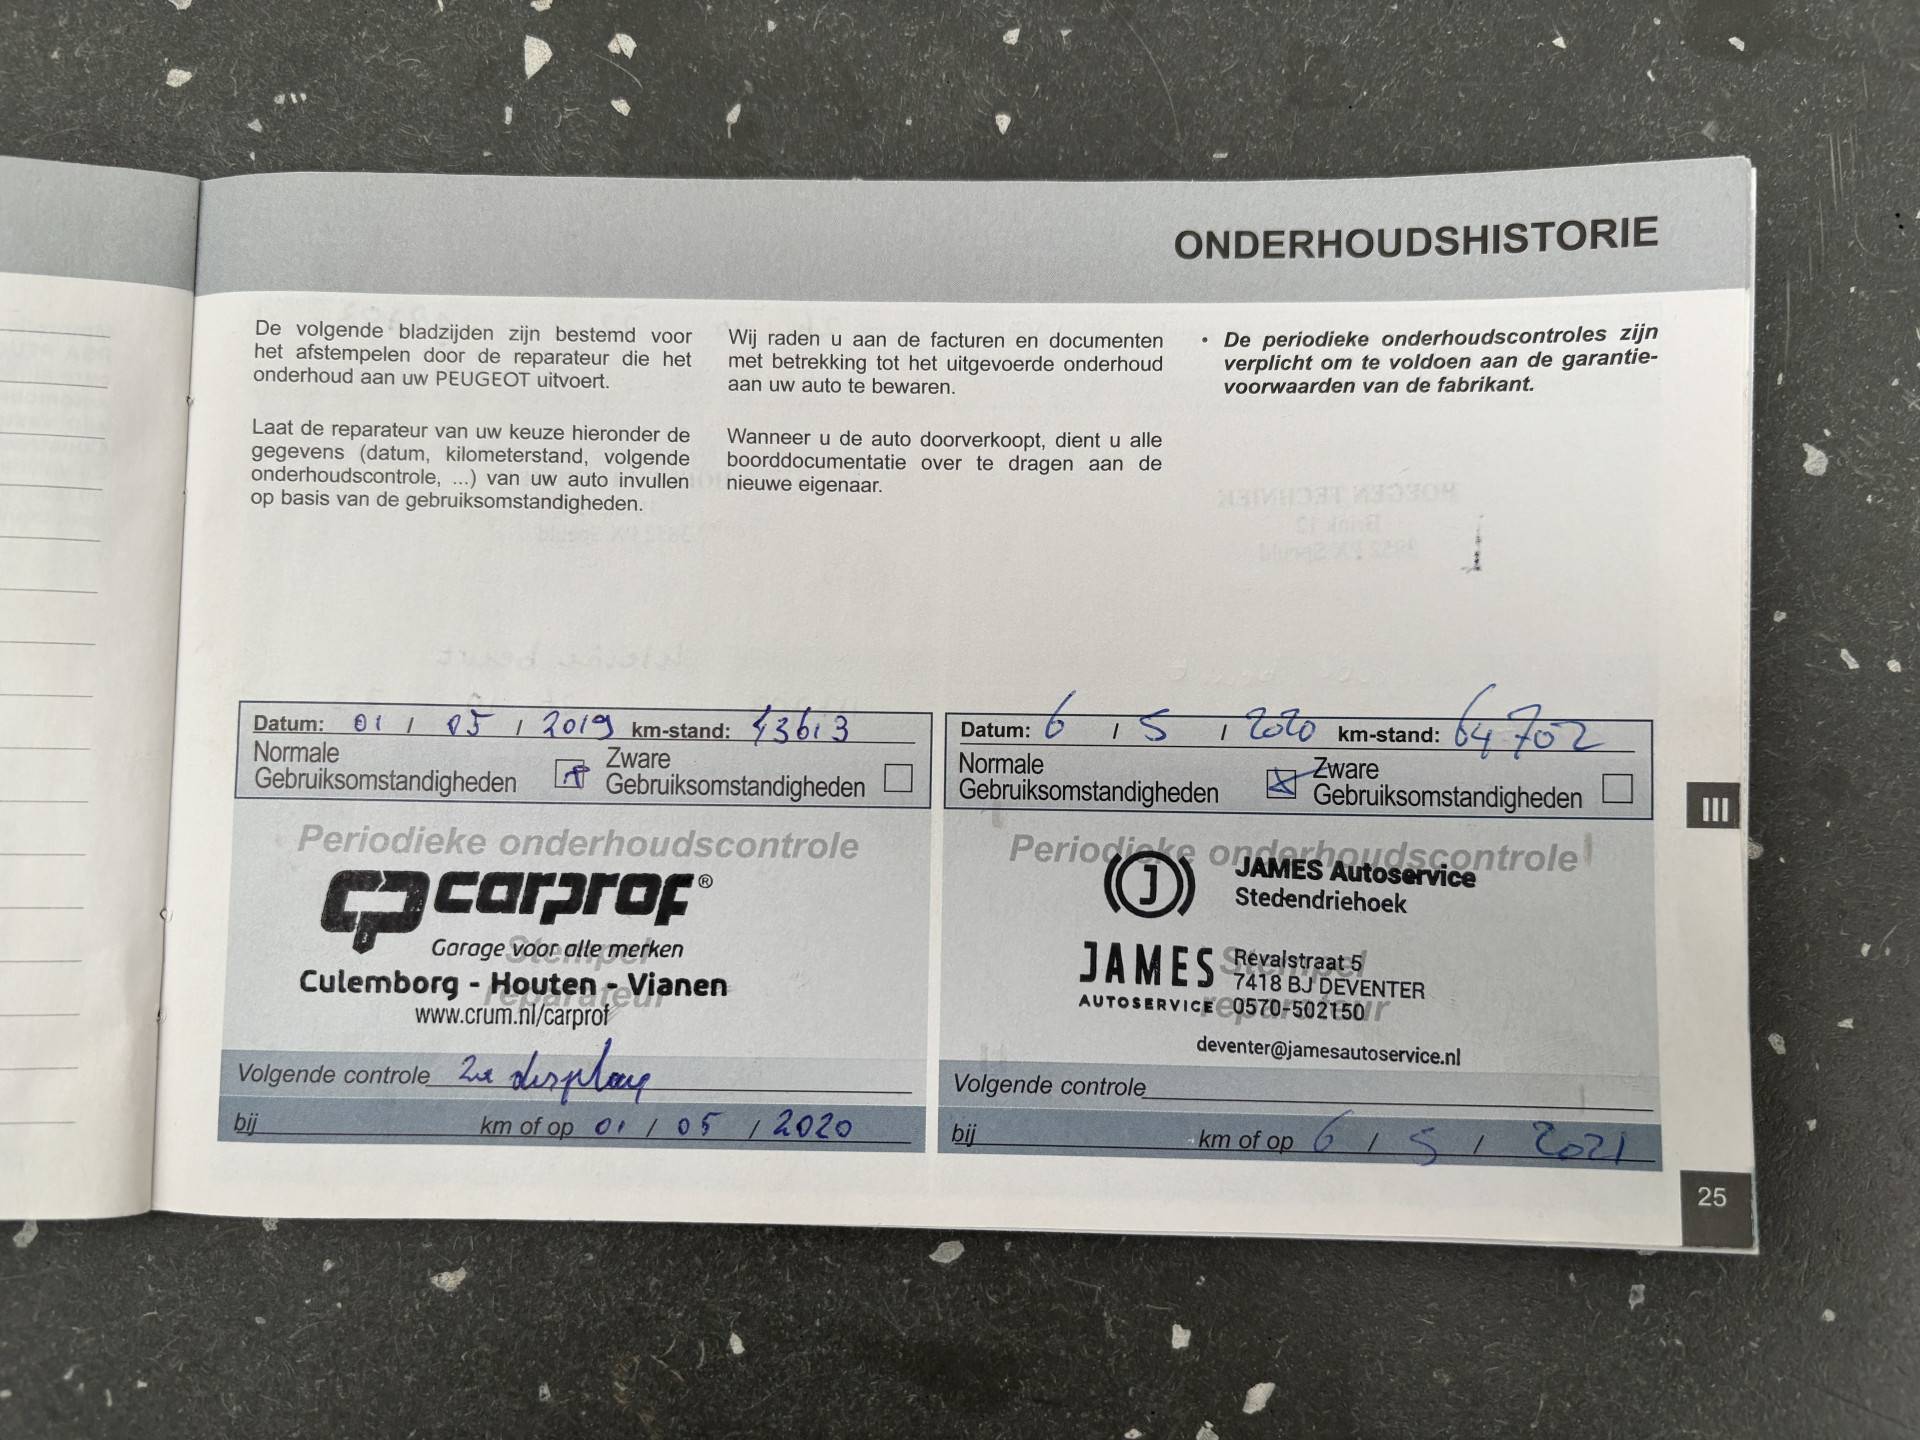 ONDERHOUDSHISTORIE
De volgende bladzijden zijn bestemd voor
het afstempelen door de reparateur die het
onderhoud aan uw PEUGEOT uitvoert.
Laat de reparateur van uw keuze hieronder de
gegevens (datum, kilometerstand, volgende
onderhoudscontrole, ...) van uw auto invullen
op basis van de gebruiksomstandigheden.
Wij raden u aan de facturen en documenten
met betrekking tot het uitgevoerde onderhoud
aan uw auto te bewaren.
Wanneer u de auto doorverkoopt, dient u alle
boorddocumentatie over te dragen aan de
nieuwe eigenaar.
• De periodieke onderhoudscontroles zijn
verplicht om te voldoen aan de garantie-
voorwaarden van de fabrikant.
Datum: 01 / 05 / 2019 km-stand: 43613
Normale
Gebruiksomstandigheden
Zware
Gebruiksomstandigheden
Periodieke onderhoudscontrole
carprof®
Garage voor alle merken
Stempel
Culemborg - Houten - Vianen
reparateur
www.crum.nl/carprof
Volgende controle zie display
bij km of op 01 / 05 / 2020
Datum: 6 / 5 / 2020 km-stand: 64702
Normale
Gebruiksomstandigheden
Zware
Gebruiksomstandigheden
Periodieke onderhoudscontrole
J
JAMES Autoservice
Stedendriehoek
JAMES
AUTOSERVICE
Revalstraat 5
Stempel
7418 BJ DEVENTER
reparateur
0570-502150
deventer@jamesautoservice.nl
Volgende controle
bij km of op 6 / 5 / 2021
III
25